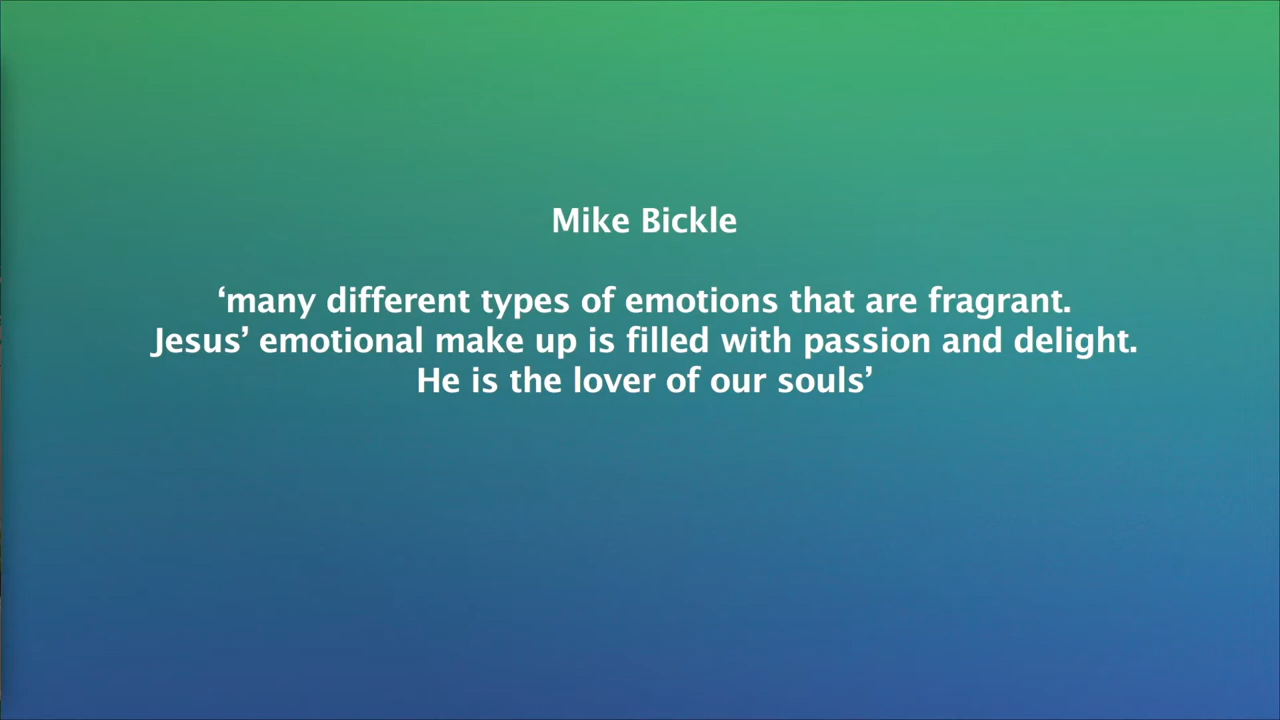 Mike Bickle
‘many different types of emotions that are fragrant.
Jesus’ emotional make up is filled with passion and delight.
He is the lover of our souls’